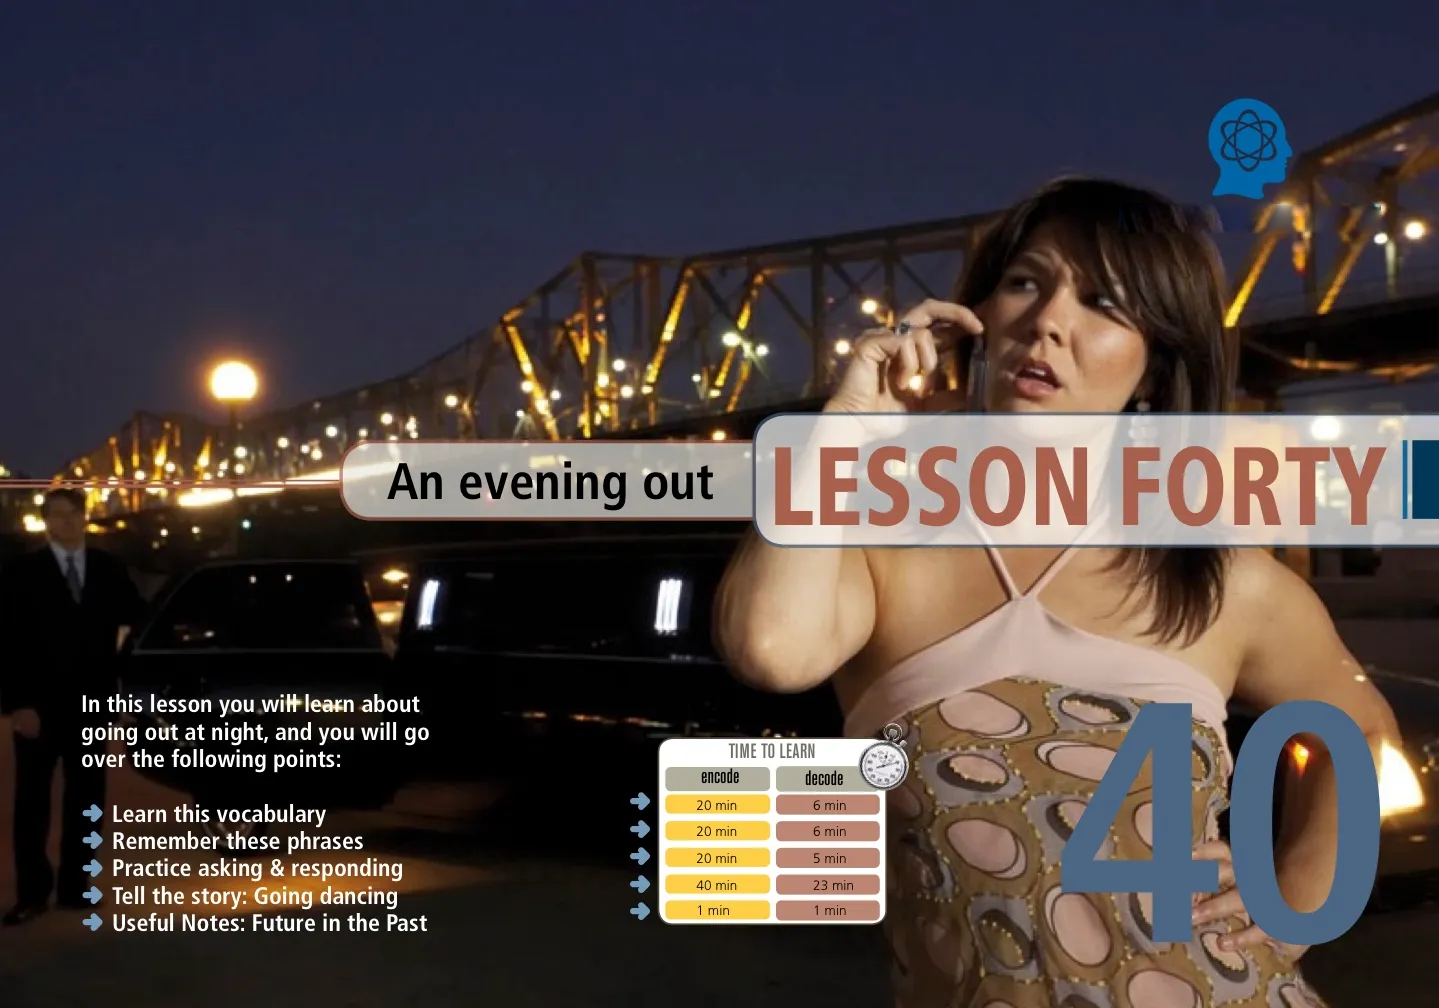 An evening out
LESSON FORTY
In this lesson you will learn about
going out at night, and you will go
over the following points:
Learn this vocabulary
Remember these phrases
Practice asking & responding
Tell the story: Going dancing
Useful Notes: Future in the Past
TIME TO LEARN
encode decode
20 min 6 min
20 min 6 min
20 min 5 min
40 min 23 min
1 min 1 min
40